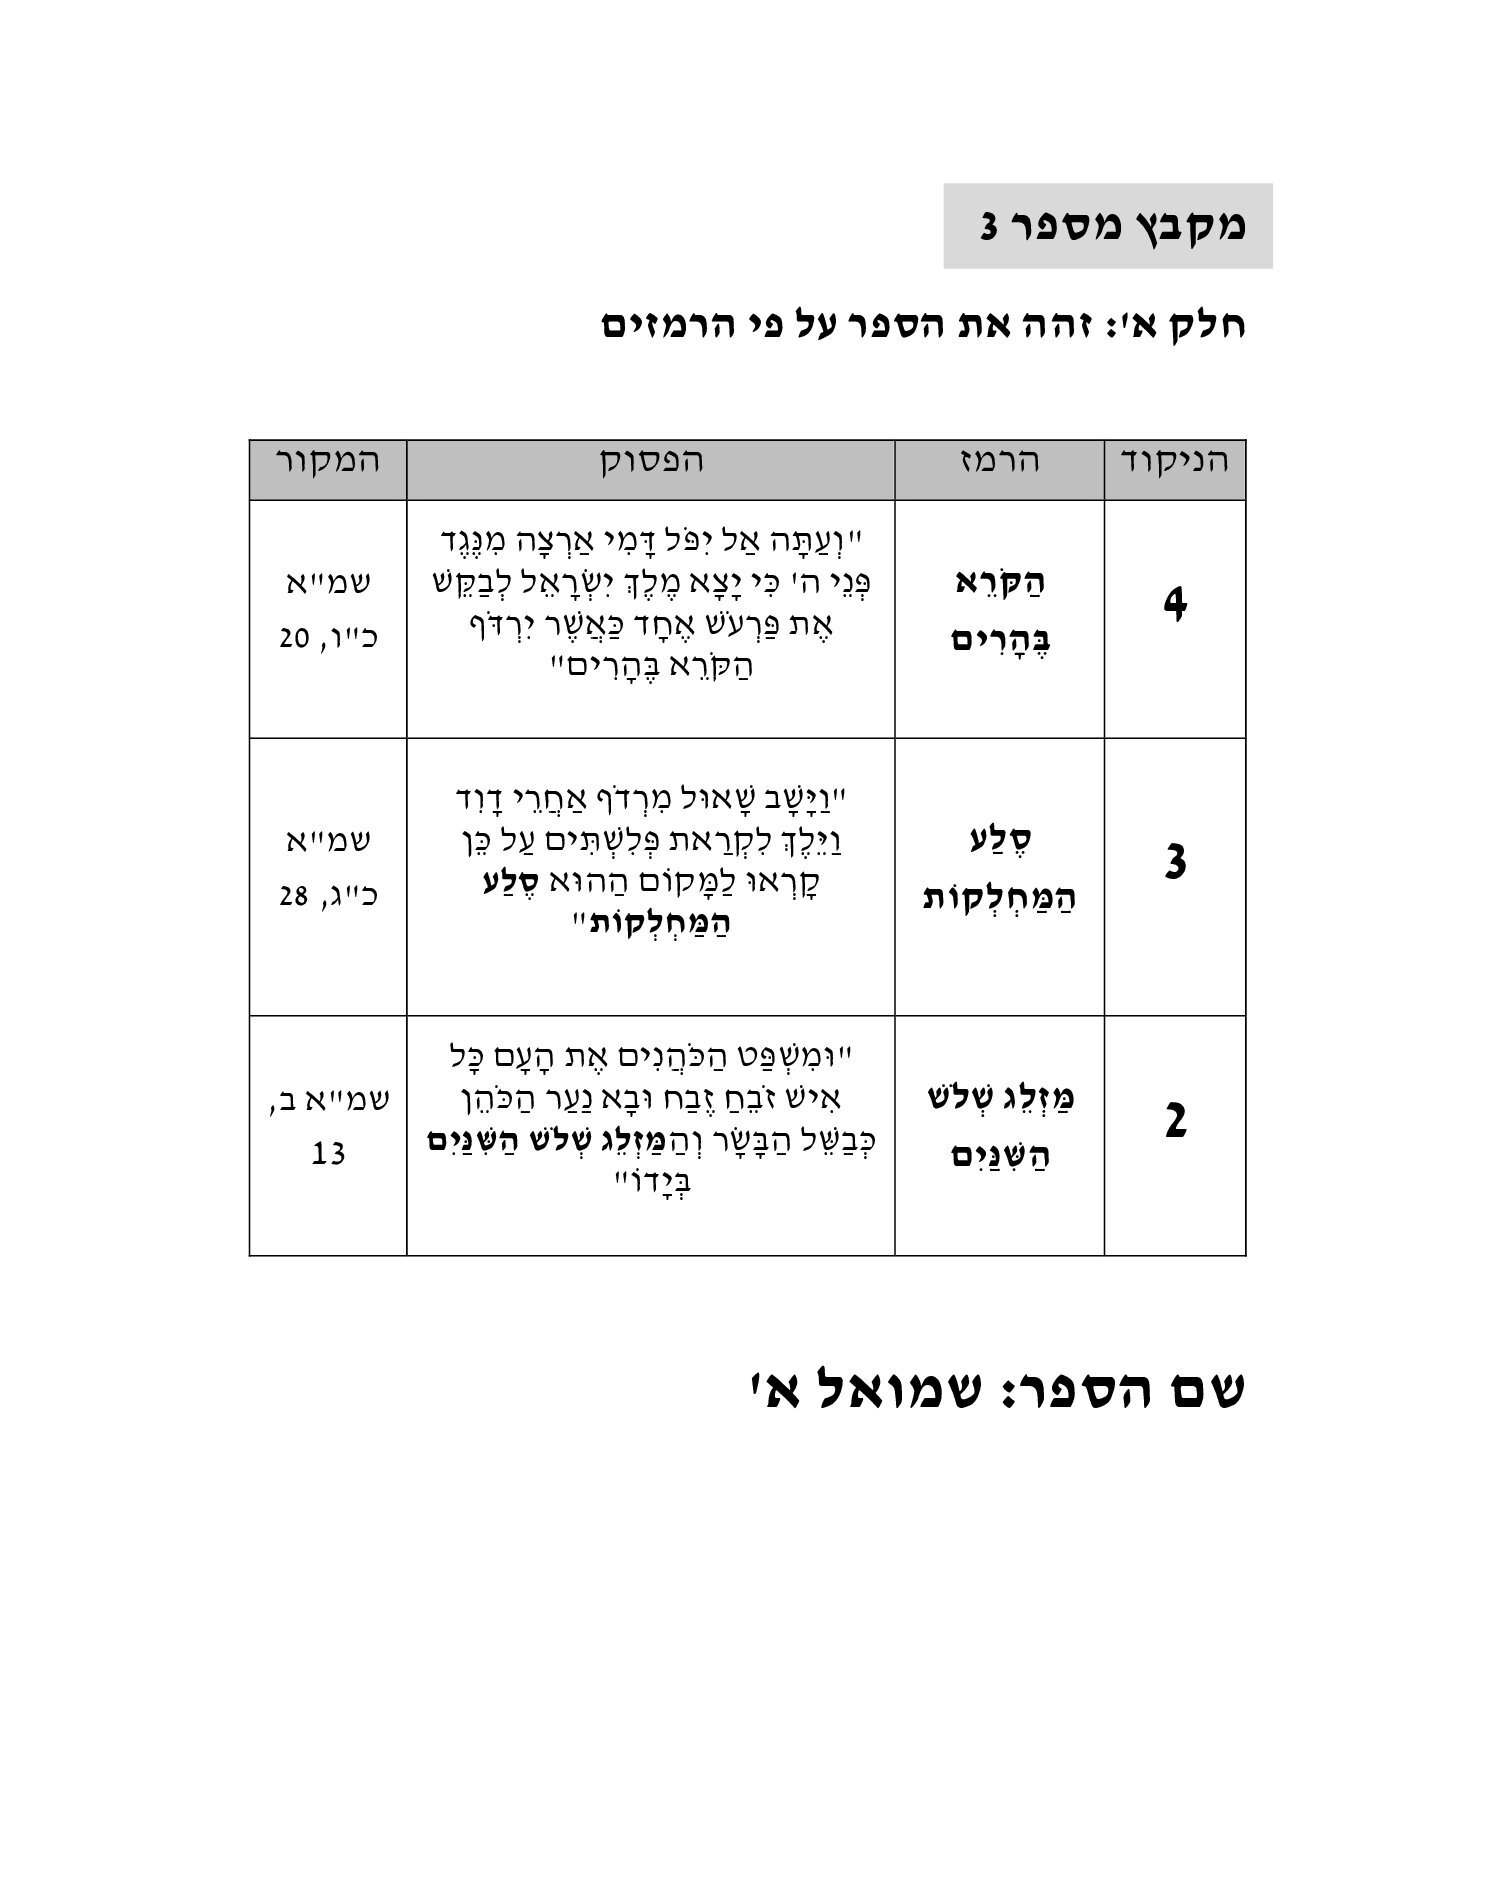 מקבץ מספר 3
חלק א': זהה את הספר על פי הרמזים
הניקוד הרמז הפסוק המקור
4
הַקֹּרֵא
בֶּהָרִים
"וְעַתָּה אַל יִפֹּל דָּמִי אַרְצָה מִנֶּגֶד
פְּנֵי ה' כִּי יָצָא מֶלֶךְ יִשְׂרָאֵל לְבַקֵּשׁ
אֶת פַּרְעֹשׁ אֶחָד כַּאֲשֶׁר יִרְדֹּף
הַקֹּרֵא בֶּהָרִים"
שמ"א
כ"ו, 20
3
סֶלַע
הַמַּחְלְקוֹת
"וַיָּשָׁב שָׁאוּל מִרְדֹף אַחֲרֵי דָוִד
וַיֵּלֶךְ לִקְרַאת פְּלִשְׁתִּים עַל כֵּן
קָרְאוּ לַמָּקוֹם הַהוּא סֶלַע
הַמַּחְלְקוֹת"
שמ"א
כ"ג, 28
2
מַּזְלֵג שְׁלֹשׁ
הַשִּׁנַּיִם
"וּמִשְׁפַּט הַכֹּהֲנִים אֶת הָעָם כָּל
אִישׁ זֹבֵחַ זֶבַח וּבָא נַעַר הַכֹּהֵן
כְּבַשֵּׁל הַבָּשָׂר וְהַמַּזְלֵג שְׁלֹשׁ הַשִּׁנַּיִם
בְּיָדוֹ"
שמ"א ב,
13
שם הספר: שמואל א'